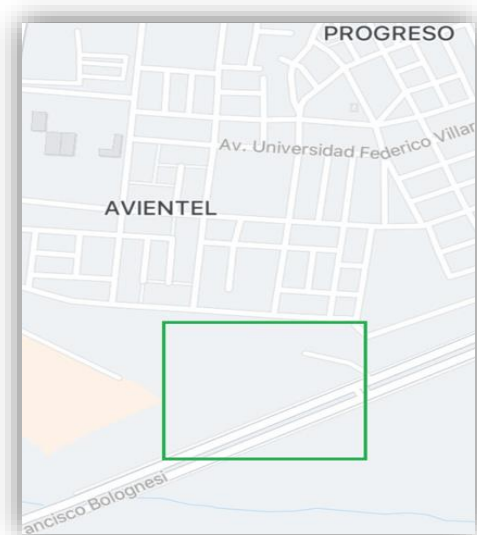 PROGRESO
Av. Universidad Federico Villar
AVIENTEL
ancisco Bolognesi